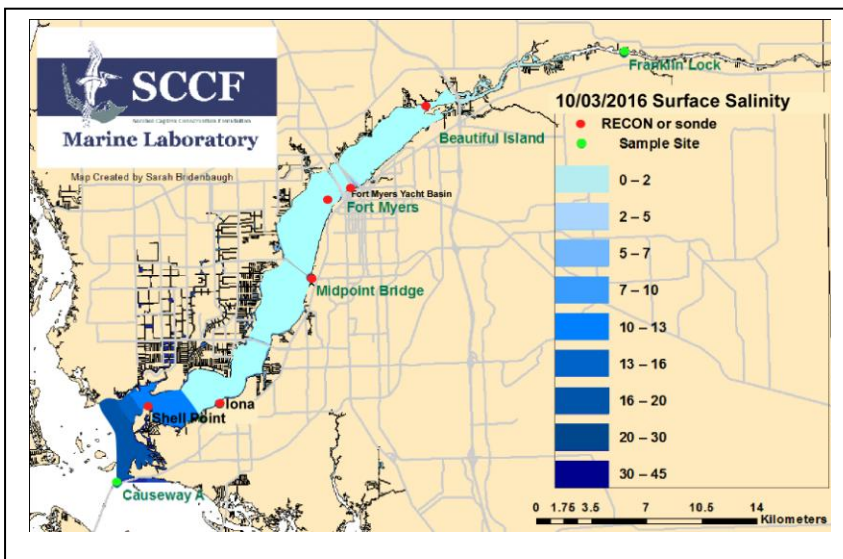 SCCF
Marine Laboratory
Map Created by Sarah Bridenbaugh
Franklin Lock
10/03/2016 Surface Salinity
RECON or sonde
Sample Site
Beautiful Island
Fort Myers Yacht Basin
Fort Myers
Midpoint Bridge
Iona
Shell Point
Causeway A
0 – 2
2 – 5
5 – 7
7 – 10
10 – 13
13 – 16
16 – 20
20 – 30
30 – 45
0 1.75 3.5 7 10.5 14
Kilometers